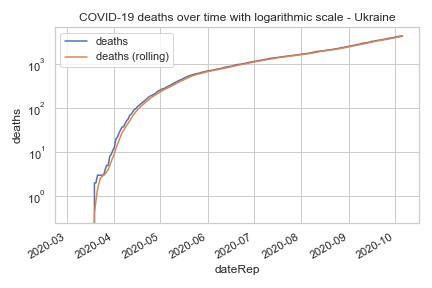 COVID-19 deaths over time with logarithmic scale - Ukraine
deaths
deaths (rolling)
10³
10²
10¹
10⁰
deaths
2020-03
2020-04
2020-05
2020-06
2020-07
2020-08
2020-09
2020-10
dateRep